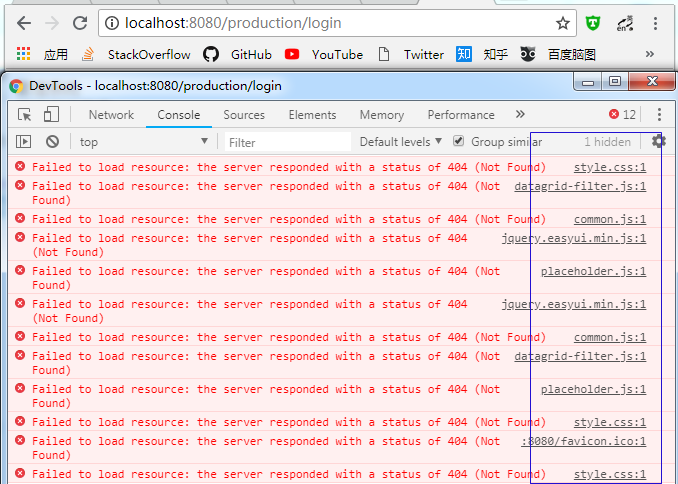 localhost:8080/production/login
en
应用
StackOverflow
GitHub
YouTube
Twitter
知
知乎
百度脑图
»
DevTools - localhost:8080/production/login
Network Console Sources Elements Memory Performance » 12
top Filter Default levels Group similar 1 hidden
Failed to load resource: the server responded with a status of 404 (Not Found) style.css:1
Failed to load resource: the server responded with a status of 404 (Not datagrid-filter.js:1
Found)
Failed to load resource: the server responded with a status of 404 (Not Found) common.js:1
Failed to load resource: the server responded with a status of 404 jquery.easyui.min.js:1
(Not Found)
Failed to load resource: the server responded with a status of 404 (Not placeholder.js:1
Found)
Failed to load resource: the server responded with a status of 404 jquery.easyui.min.js:1
(Not Found)
Failed to load resource: the server responded with a status of 404 (Not Found) common.js:1
Failed to load resource: the server responded with a status of 404 (Not datagrid-filter.js:1
Found)
Failed to load resource: the server responded with a status of 404 (Not placeholder.js:1
Found)
Failed to load resource: the server responded with a status of 404 (Not Found) style.css:1
Failed to load resource: the server responded with a status of 404 (Not :8080/favicon.ico:1
Found)
Failed to load resource: the server responded with a status of 404 (Not Found) style.css:1